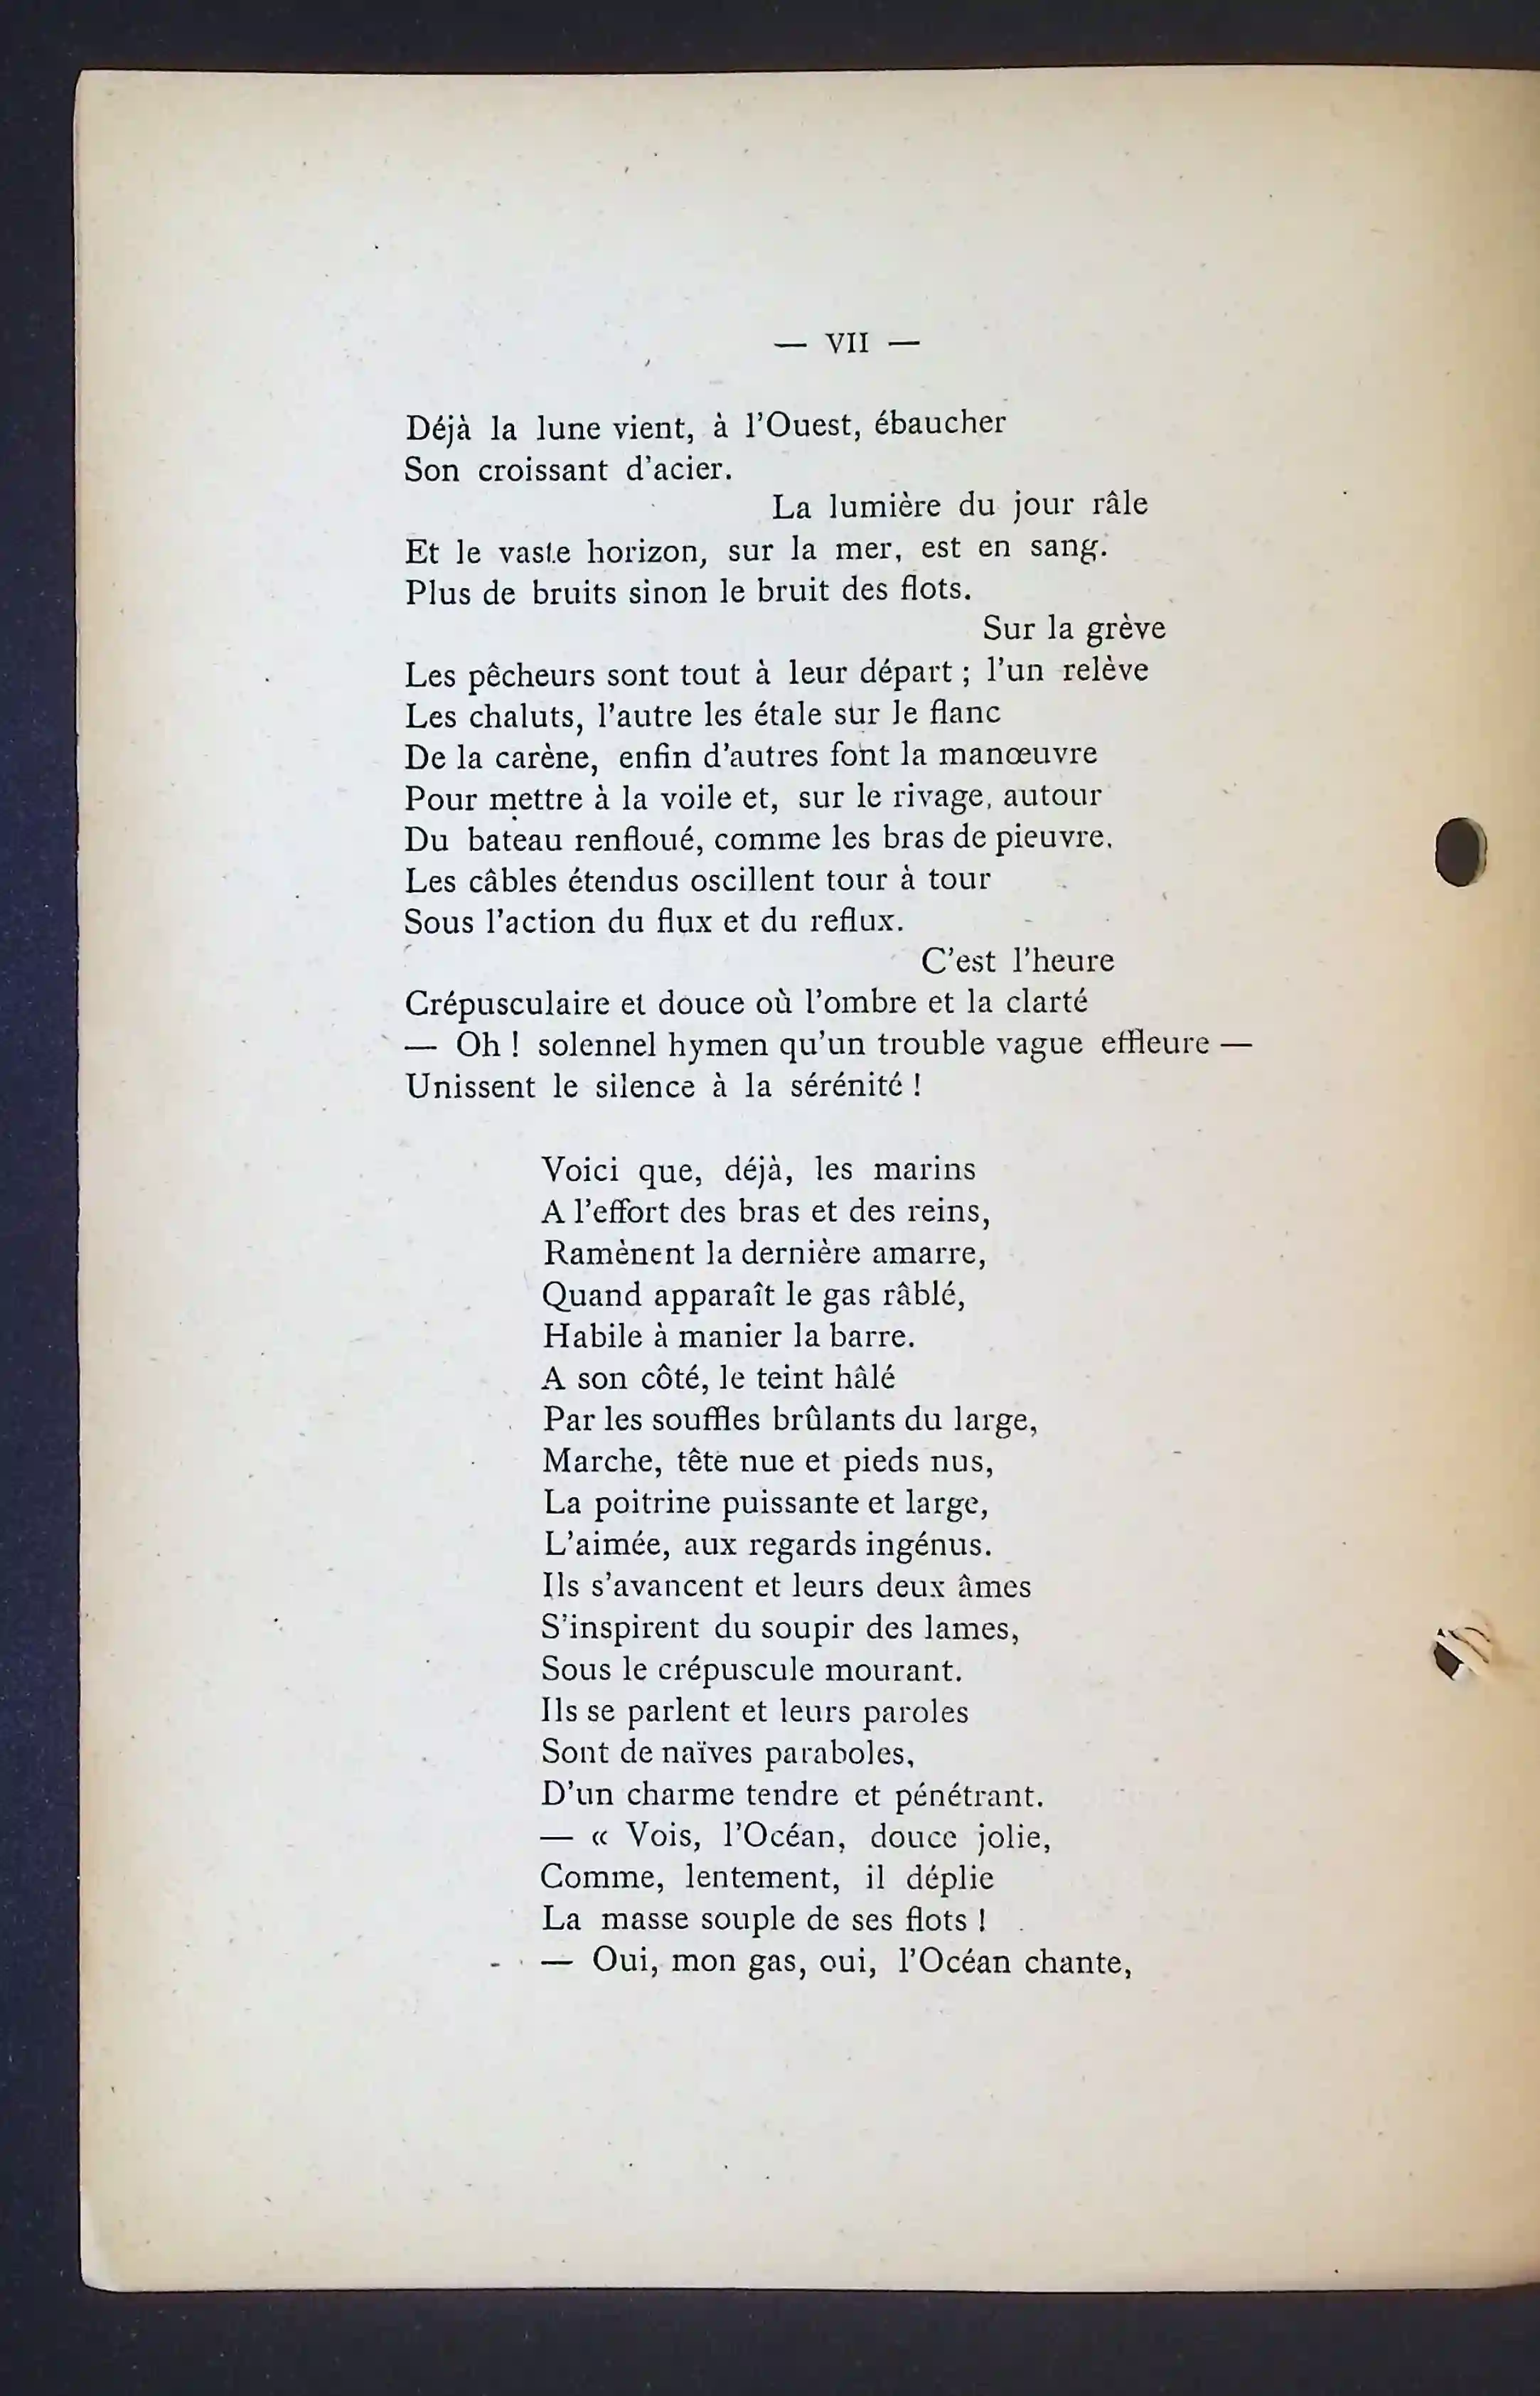 — VII —
Déjà la lune vient, à l'Ouest, ébaucher
Son croissant d'acier.
La lumière du jour râle
Et le vaste horizon, sur la mer, est en sang.
Plus de bruits sinon le bruit des flots.
Sur la grève
Les pêcheurs sont tout à leur départ ; l'un relève
Les chaluts, l'autre les étale sur le flanc
De la carène, enfin d'autres font la manœuvre
Pour mettre à la voile et, sur le rivage, autour
Du bateau renfloué, comme les bras de pieuvre,
Les câbles étendus oscillent tour à tour
Sous l'action du flux et du reflux.
C'est l'heure
Crépusculaire et douce où l'ombre et la clarté
— Oh ! solennel hymen qu'un trouble vague effleure —
Unissent le silence à la sérénité !
Voici que, déjà, les marins
A l'effort des bras et des reins,
Ramènent la dernière amarre,
Quand apparaît le gas râblé,
Habile à manier la barre.
A son côté, le teint hâlé
Par les souffles brûlants du large,
Marche, tête nue et pieds nus,
La poitrine puissante et large,
L'aimée, aux regards ingénus.
Ils s'avancent et leurs deux âmes
S'inspirent du soupir des lames,
Sous le crépuscule mourant.
Ils se parlent et leurs paroles
Sont de naïves paraboles,
D'un charme tendre et pénétrant.
— « Vois, l'Océan, douce jolie,
Comme, lentement, il déplie
La masse souple de ses flots !
— Oui, mon gas, oui, l'Océan chante,